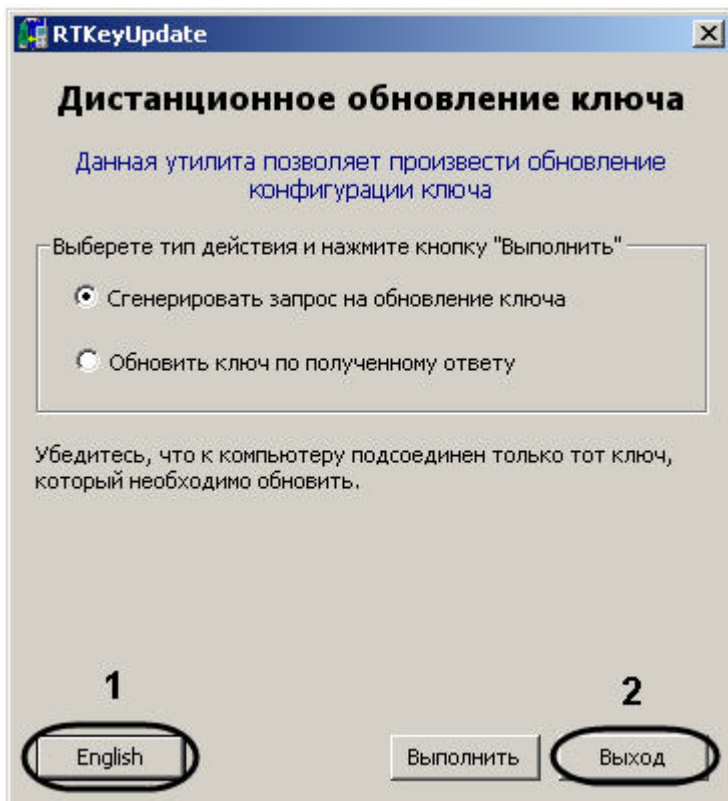 RTKeyUpdate
Дистанционное обновление ключа
Данная утилита позволяет произвести обновление
конфигурации ключа
Выберете тип действия и нажмите кнопку "Выполнить"
Сгенерировать запрос на обновление ключа
Обновить ключ по полученному ответу
Убедитесь, что к компьютеру подсоединен только тот ключ,
который необходимо обновить.
1
2
English
Выполнить
Выход